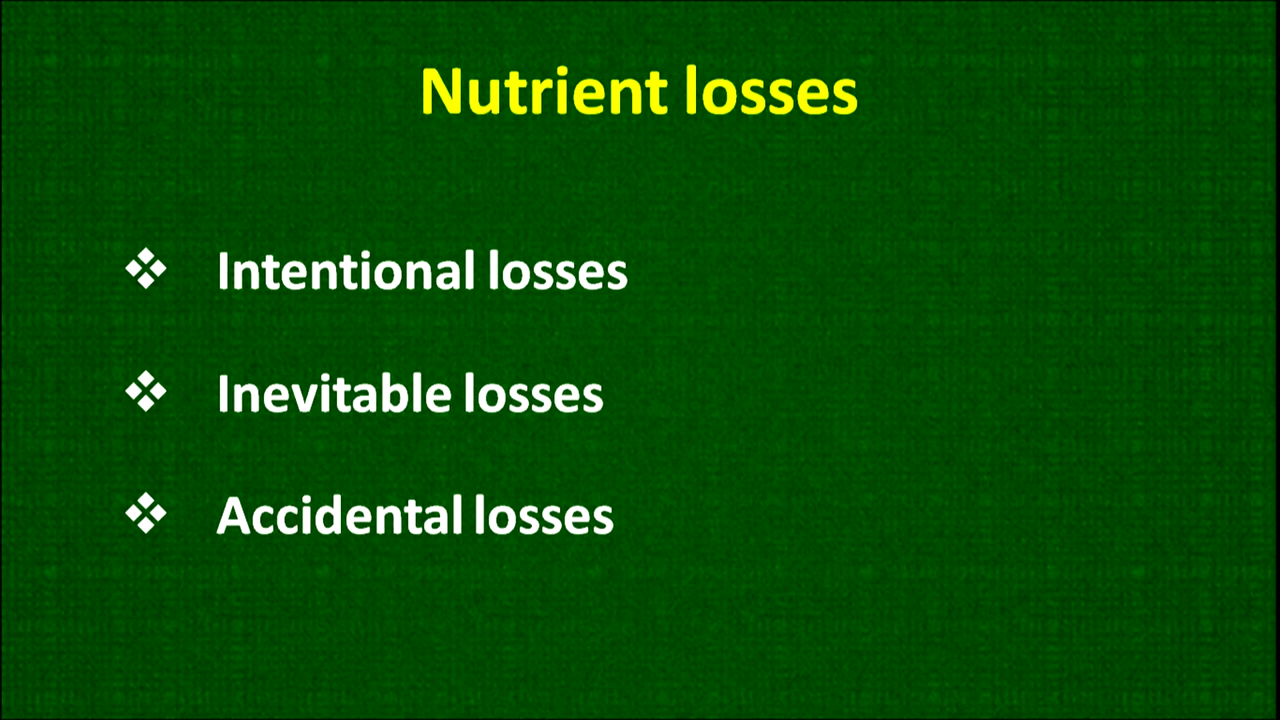 Nutrient losses
❖ Intentional losses
❖ Inevitable losses
❖ Accidental losses